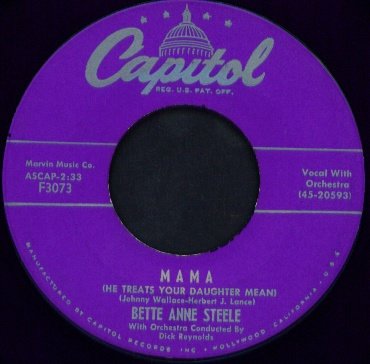 Capitol
REG. U.S. PAT. OFF.
Marvin Music Co.
ASCAP-2:33
F3073
Vocal With
Orchestra
(45-20593)
MAMA
(HE TREATS YOUR DAUGHTER MEAN)
(Johnny Wallace-Herbert J. Lance)
BETTE ANNE STEELE
With Orchestra Conducted By
Dick Reynolds
MANUFACTURED BY CAPITOL RECORDS INC • HOLLYWOOD CALIFORNIA • U.S.A.